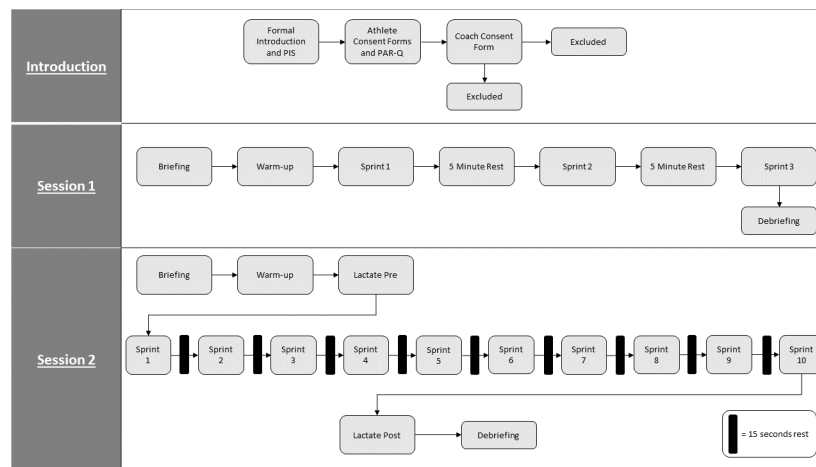 Introduction
Formal
Introduction
and PIS
Athlete
Consent Forms
and PAR-Q
Coach Consent
Form
Excluded
Excluded
Session 1
Briefing
Warm-up
Sprint 1
5 Minute Rest
Sprint 2
5 Minute Rest
Sprint 3
Debriefing
Session 2
Briefing
Warm-up
Lactate Pre
Sprint
1
Sprint
2
Sprint
3
Sprint
4
Sprint
5
Sprint
6
Sprint
7
Sprint
8
Sprint
9
Sprint
10
Lactate Post
Debriefing
= 15 seconds rest